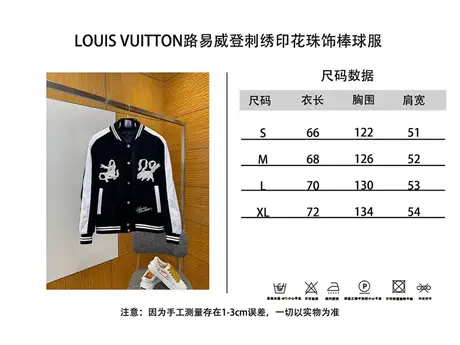 LOUIS VUITTON路易威登刺绣印花珠饰棒球服
尺码数据
尺码 衣长 胸围 肩宽
S 66 122 51
M 68 126 52
L 70 130 53
XL 72 134 54
注意：因为手工测量存在1-3cm误差，一切以实物为准